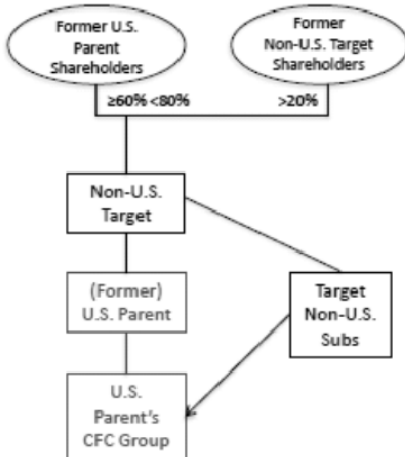 Former U.S.
Parent
Shareholders
Former
Non-U.S. Target
Shareholders
≥60% <80%
>20%
Non-U.S.
Target
(Former)
U.S. Parent
Target
Non-U.S.
Subs
U.S.
Parent's
CFC Group